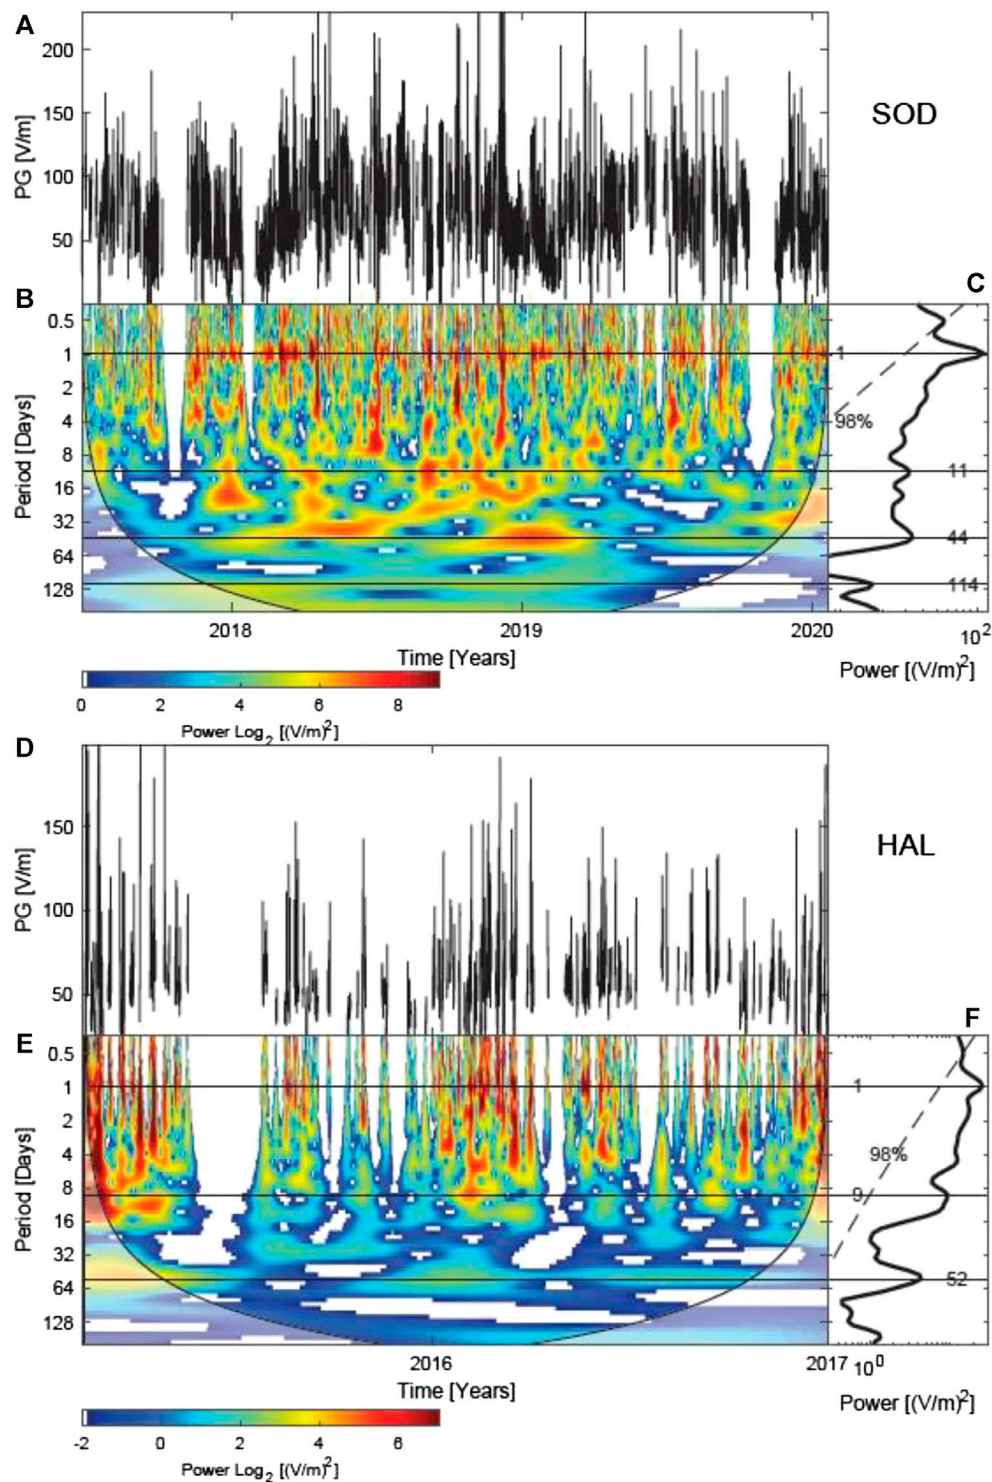 A
PG [V/m]
200
150
100
50
SOD
B
C
Period [Days]
0.5
1
2
4
8
16
32
64
128
1
98%
11
44
114
2018
2019
2020
10²
Time [Years]
Power [(V/m)²]
0
2
4
6
8
Power Log₂ [(V/m)²]
D
PG [V/m]
150
100
50
HAL
E
F
Period [Days]
0.5
1
2
4
8
16
32
64
128
1
98%
9
52
2016
2017
10⁰
Time [Years]
Power [(V/m)²]
-2
0
2
4
6
Power Log₂ [(V/m)²]